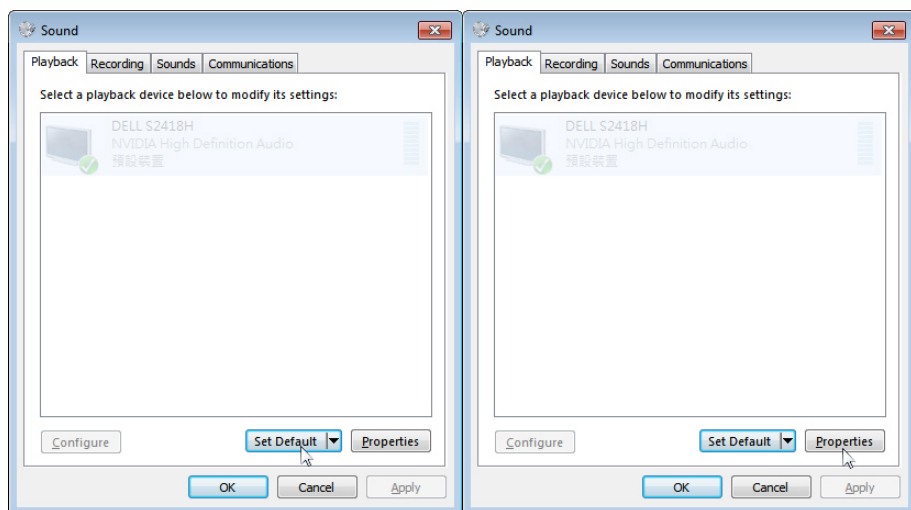 Sound
Playback Recording Sounds Communications
Select a playback device below to modify its settings:
DELL S2418H
NVIDIA High Definition Audio
預設裝置
Configure Set Default Properties
OK Cancel Apply
Sound
Playback Recording Sounds Communications
Select a playback device below to modify its settings:
DELL S2418H
NVIDIA High Definition Audio
預設裝置
Configure Set Default Properties
OK Cancel Apply